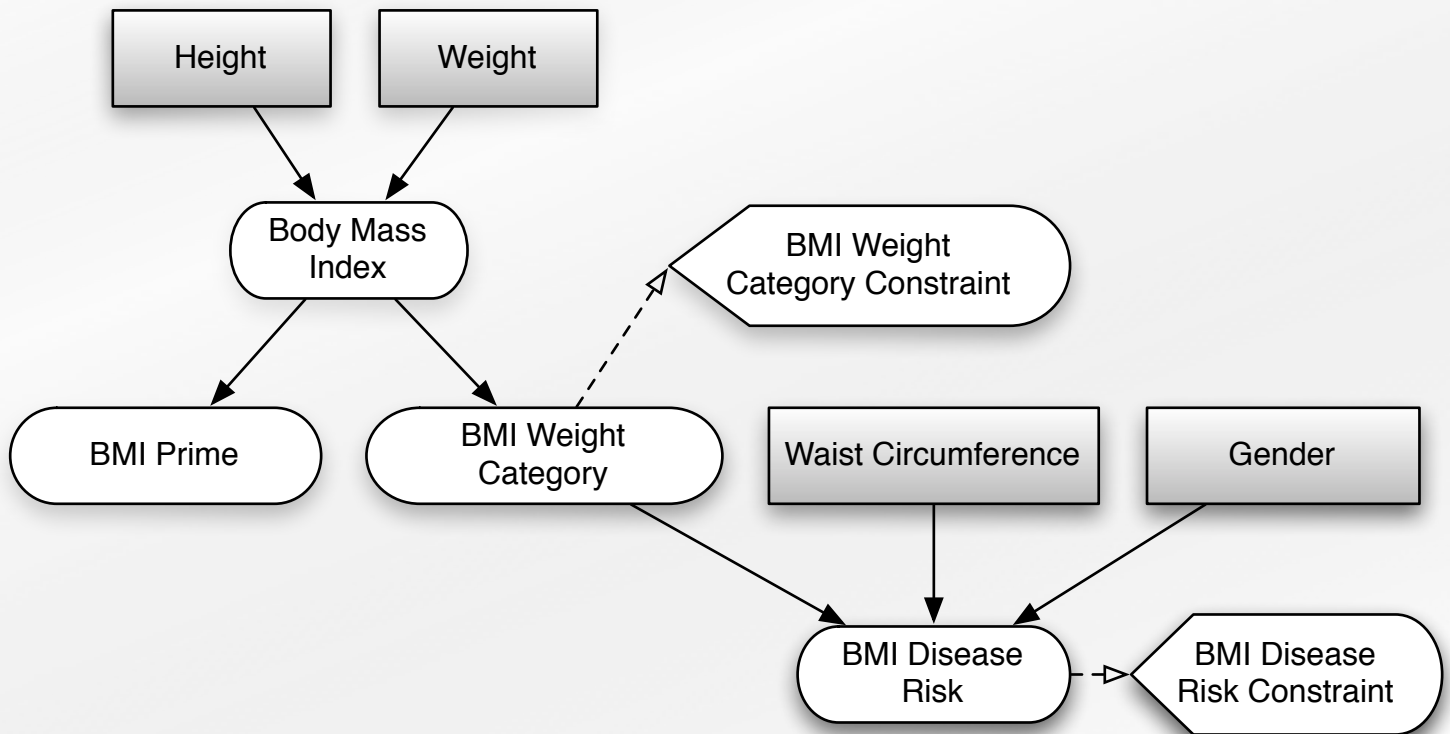 Height
Weight
Body Mass
Index
BMI Weight
Category Constraint
BMI Prime
BMI Weight
Category
Waist Circumference
Gender
BMI Disease
Risk
BMI Disease
Risk Constraint